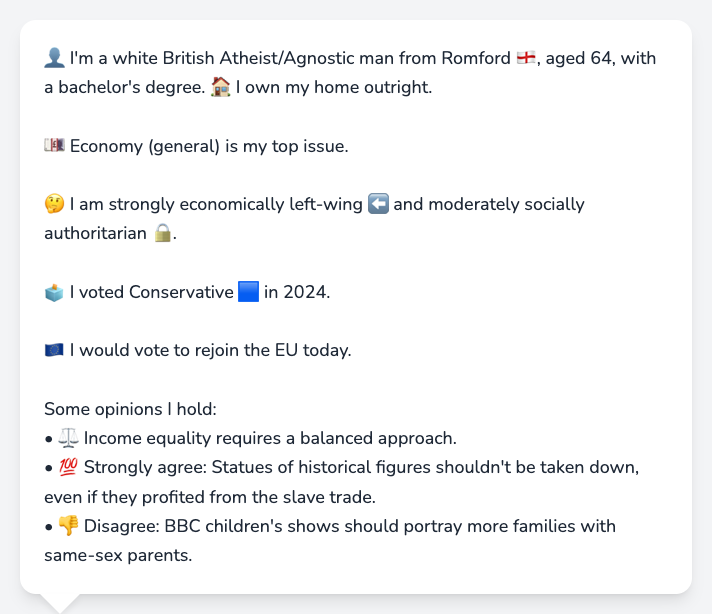 👤 I'm a white British Atheist/Agnostic man from Romford 🏴󠁧󠁢󠁥󠁮󠁧󠁿, aged 64, with
a bachelor's degree. 🏠 I own my home outright.
💷 Economy (general) is my top issue.
🤔 I am strongly economically left-wing ⬅️ and moderately socially
authoritarian 🔒.
🗳️ I voted Conservative 🟦 in 2024.
🇪🇺 I would vote to rejoin the EU today.
Some opinions I hold:
• ⚖️ Income equality requires a balanced approach.
• 💯 Strongly agree: Statues of historical figures shouldn't be taken down,
even if they profited from the slave trade.
• 👎 Disagree: BBC children's shows should portray more families with
same-sex parents.